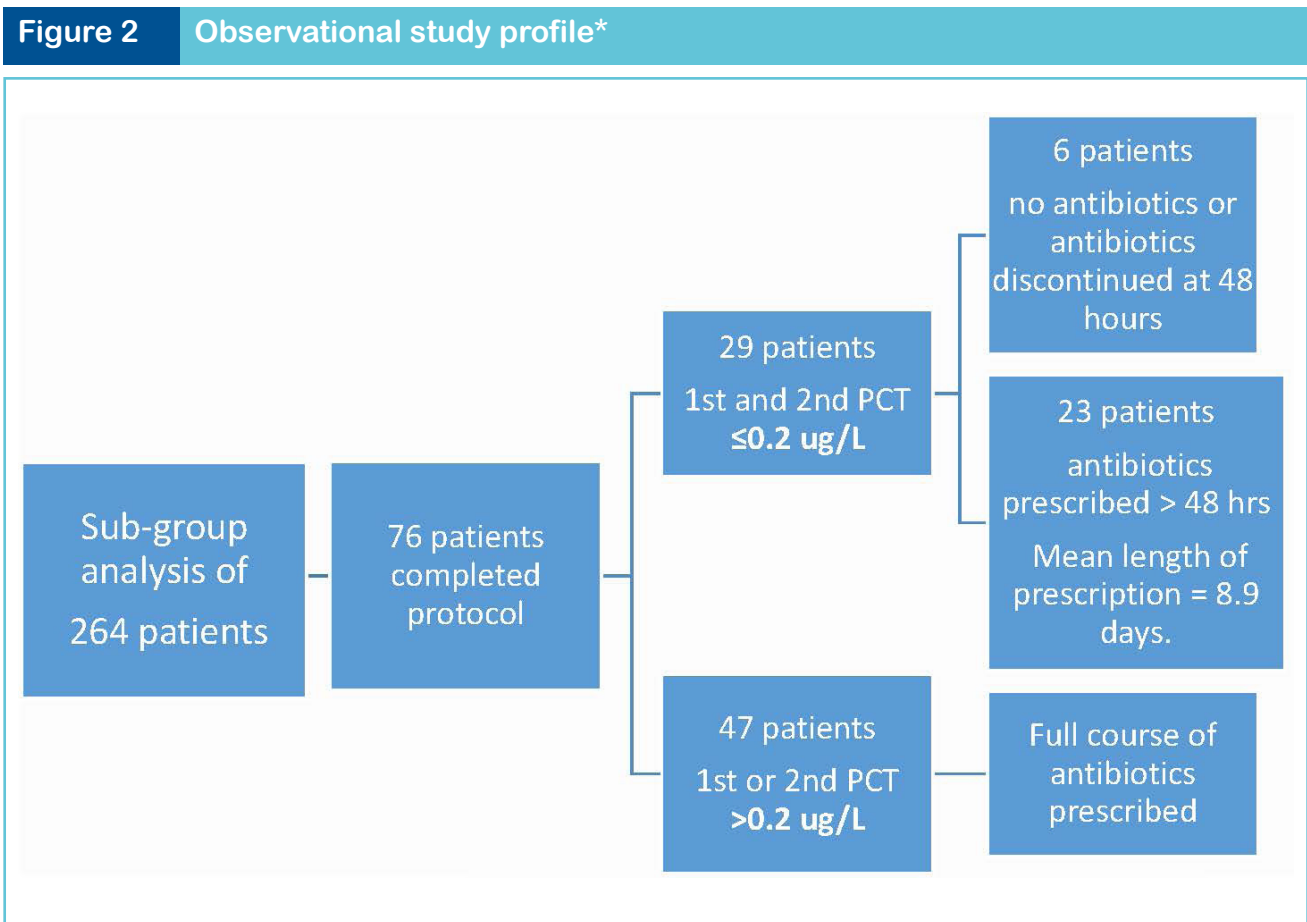 Figure 2 Observational study profile*
Sub-group
analysis of
264 patients
76 patients
completed
protocol
29 patients
1st and 2nd PCT
≤0.2 ug/L
47 patients
1st or 2nd PCT
>0.2 ug/L
6 patients
no antibiotics or
antibiotics
discontinued at 48
hours
23 patients
antibiotics
prescribed > 48 hrs
Mean length of
prescription = 8.9
days.
Full course of
antibiotics
prescribed